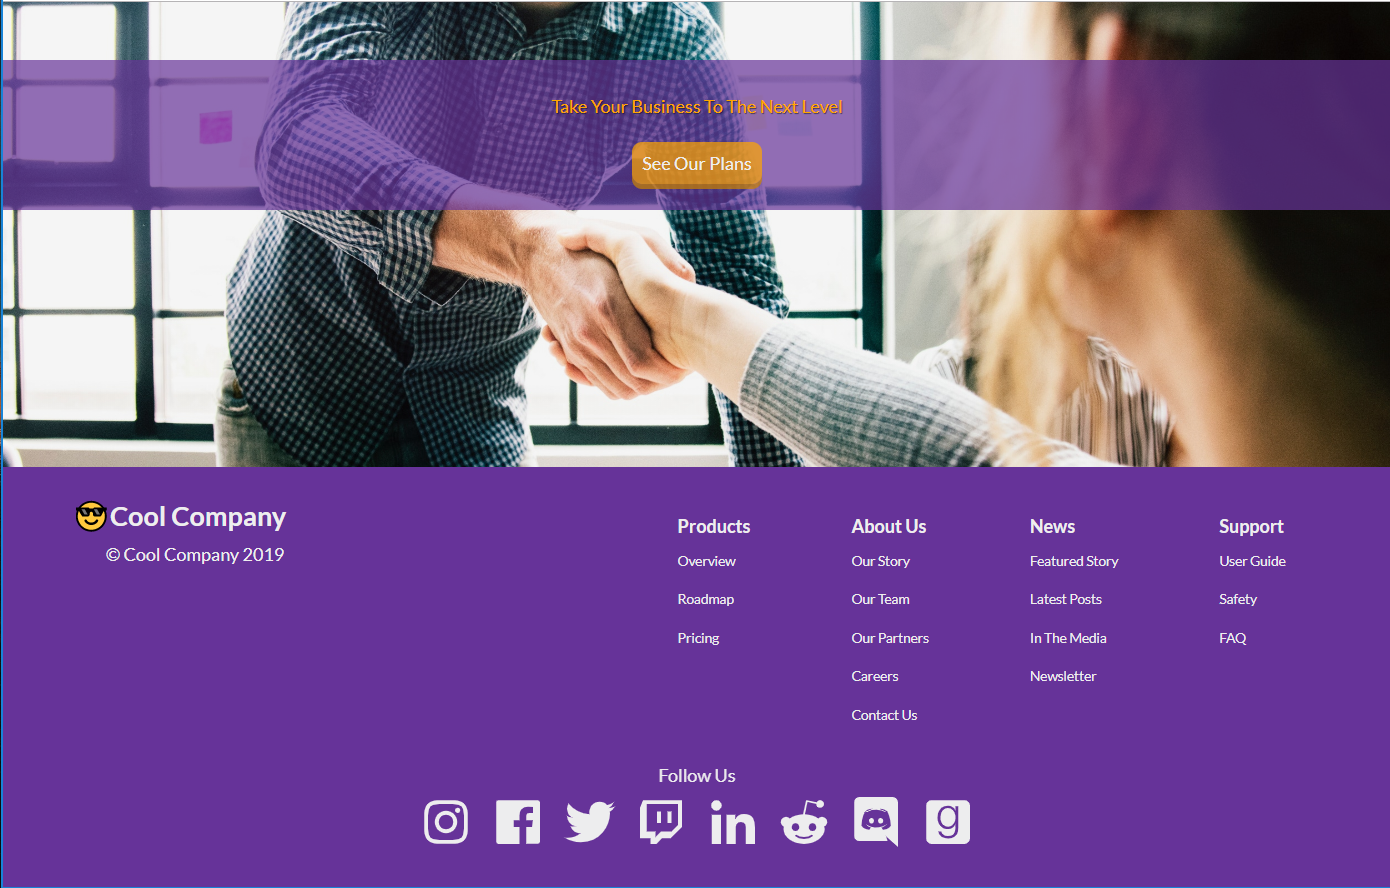 Take Your Business To The Next Level
See Our Plans
Cool Company
© Cool Company 2019
Products
Overview
Roadmap
Pricing
About Us
Our Story
Our Team
Our Partners
Careers
Contact Us
News
Featured Story
Latest Posts
In The Media
Newsletter
Support
User Guide
Safety
FAQ
Follow Us